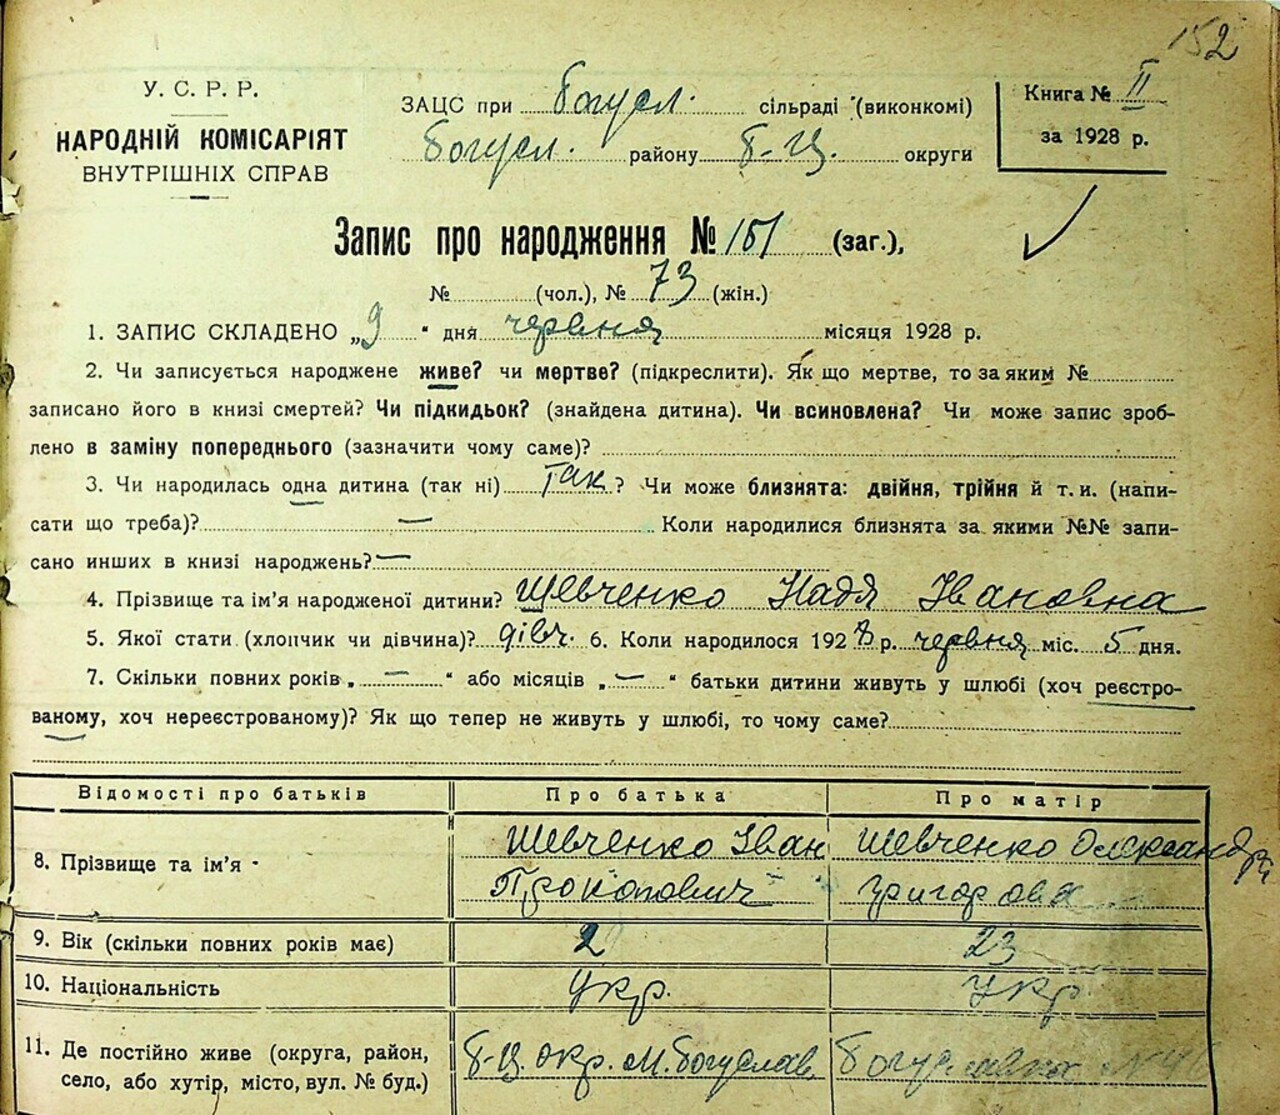 152
У. С. Р. Р.
НАРОДНІЙ КОМІСАРІЯТ
ВНУТРІШНІХ СПРАВ
ЗАЦС при Богусл. сільраді (виконкомі)
Богусл. району Б-Ц. округи
Книга № II
за 1928 р.
Запис про народження № 151 (заг.),
№ (чол.), № 73 (жін.)
1. ЗАПИС СКЛАДЕНО „9“ дня червня місяця 1928 р.
2. Чи записується народжене живе? чи мертве? (підкреслити). Як що мертве, то за яким №
записано його в книзі смертей? Чи підкидьок? (знайдена дитина). Чи всиновлена? Чи може запис зроб-
лено в заміну попереднього (зазначити чому саме)?
3. Чи народилась одна дитина (так ні) Так? Чи може близнята: двійня, трійня й т. и. (напи-
сати що треба)? — Коли народилися близнята за якими №№ запи-
сано инших в книзі народжень? —
4. Прізвище та ім'я народженої дитини? Шевченко Надя Івановна
5. Якої стати (хлопчик чи дівчина)? дівч. 6. Коли народилося 1928 р. червня міс. 5 дня.
7. Скільки повних років „ — “ або місяців „ — “ батьки дитини живуть у шлюбі (хоч реєстро-
ваному, хоч нереєстрованому)? Як що тепер не живуть у шлюбі, то чому саме?
Відомості про батьків Про батька Про матір
8. Прізвище та ім'я Шевченко Іван Шевченко Олександра
Прокопович Григоровна
9. Вік (скільки повних років має) 23
10. Національність Укр. Укр.
11. Де постійно живе (округа, район, Б-Ц. окр. м. Богуслав
село, або хутір, місто, вул. № буд.)